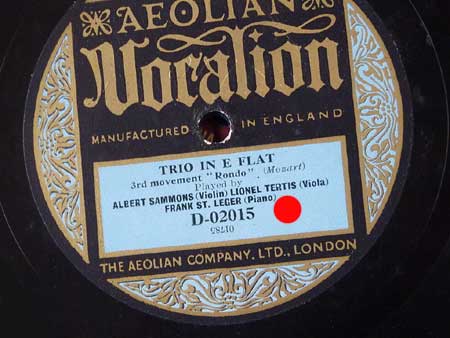 AEOLIAN
Vocalion
MANUFACTURED IN ENGLAND
TRIO IN E FLAT
3rd movement "Rondo". (Mozart)
Played by
ALBERT SAMMONS (Violin) LIONEL TERTIS (Viola)
FRANK ST. LEGER (Piano)
D-02015
THE AEOLIAN COMPANY. LTD., LONDON